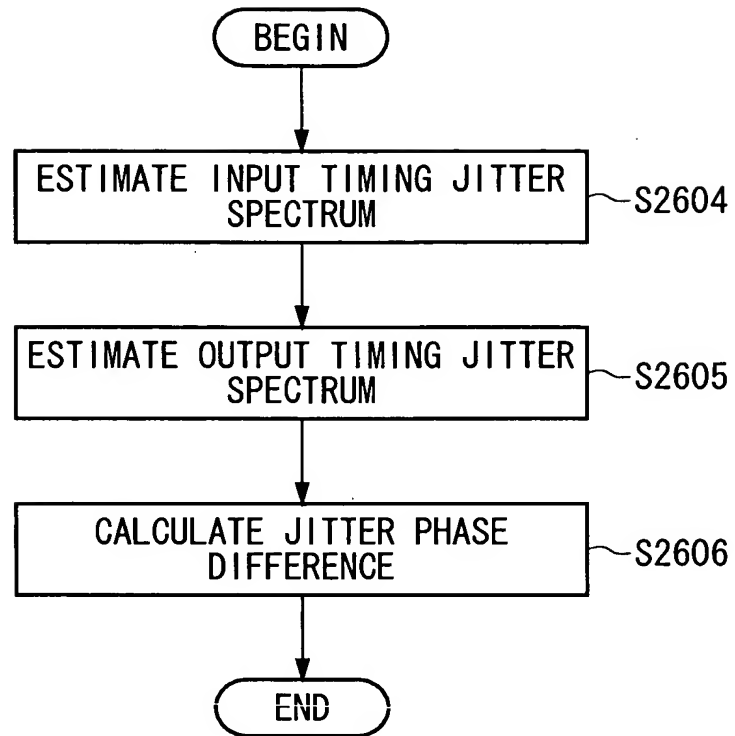 BEGIN
ESTIMATE INPUT TIMING JITTER
SPECTRUM
S2604
ESTIMATE OUTPUT TIMING JITTER
SPECTRUM
S2605
CALCULATE JITTER PHASE
DIFFERENCE
S2606
END